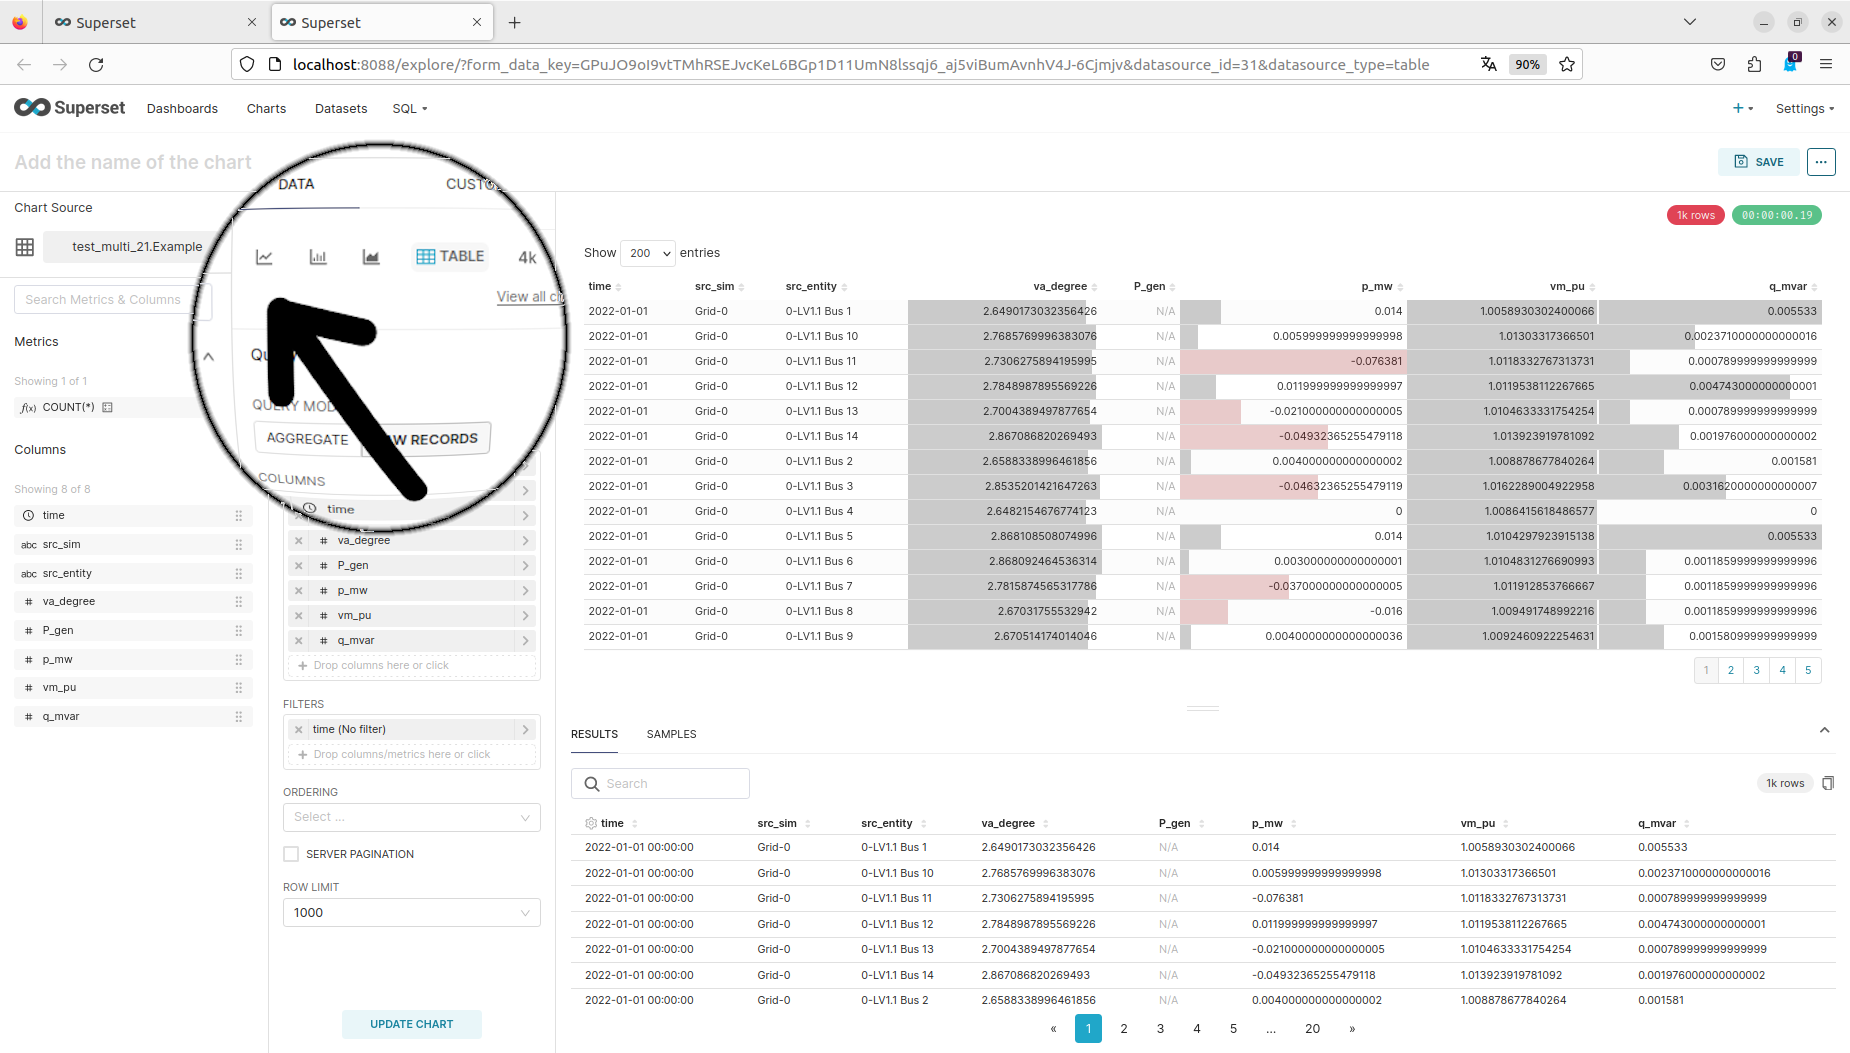 Superset
Superset
localhost:8088/explore/?form_data_key=GPuJO9oI9vtTMhRSEJvcKeL6BGp1D11UmN8lssqj6_aj5viBumAvnhV4J-6Cjmjv&datasource_id=31&datasource_type=table
90%
0
Superset Dashboards Charts Datasets SQL
Settings
Add the name of the chart
SAVE
Chart Source
test_multi_21.Example
Search Metrics & Columns
Metrics
Showing 1 of 1
f(x) COUNT(*)
Columns
Showing 8 of 8
time
abc src_sim
abc src_entity
# va_degree
# P_gen
# p_mw
# vm_pu
# q_mvar
DATA
TABLE 4k
View all
AGGREGATE
RECORDS
COLUMNS
time
# va_degree
# P_gen
# p_mw
# vm_pu
# q_mvar
+ Drop columns here or click
FILTERS
time (No filter)
+ Drop columns/metrics here or click
ORDERING
Select ...
SERVER PAGINATION
ROW LIMIT
1000
UPDATE CHART
1k rows 00:00:00.19
Show 200 entries
time src_sim src_entity va_degree P_gen p_mw vm_pu q_mvar
2022-01-01 Grid-0 0-LV1.1 Bus 1 2.6490173032356426 N/A 0.014 1.0058930302400066 0.005533
2022-01-01 Grid-0 0-LV1.1 Bus 10 2.7685769996383076 N/A 0.005999999999999998 1.01303317366501 0.0023710000000000016
2022-01-01 Grid-0 0-LV1.1 Bus 11 2.7306275894195995 N/A -0.076381 1.0118332767313731 0.000789999999999999
2022-01-01 Grid-0 0-LV1.1 Bus 12 2.7848987895569226 N/A 0.011999999999999997 1.0119538112267665 0.004743000000000001
2022-01-01 Grid-0 0-LV1.1 Bus 13 2.7004389497877654 N/A -0.021000000000000005 1.0104633331754254 0.000789999999999999
2022-01-01 Grid-0 0-LV1.1 Bus 14 2.867086820269493 N/A -0.04932365255479118 1.013923919781092 0.001976000000000002
2022-01-01 Grid-0 0-LV1.1 Bus 2 2.6588338996461856 N/A 0.004000000000000002 1.008878677840264 0.001581
2022-01-01 Grid-0 0-LV1.1 Bus 3 2.8535201421647263 N/A -0.04632365255479119 1.0162289004922958 0.0031620000000000007
2022-01-01 Grid-0 0-LV1.1 Bus 4 2.6482154676774123 N/A 0 1.0086415618486577 0
2022-01-01 Grid-0 0-LV1.1 Bus 5 2.868108508074996 N/A 0.014 1.0104297923915138 0.005533
2022-01-01 Grid-0 0-LV1.1 Bus 6 2.868092464536314 N/A 0.003000000000000001 1.0104831276690993 0.0011859999999999996
2022-01-01 Grid-0 0-LV1.1 Bus 7 2.7815874565317786 N/A -0.037000000000000005 1.011912853766667 0.0011859999999999996
2022-01-01 Grid-0 0-LV1.1 Bus 8 2.67031755532942 N/A -0.016 1.009491748992216 0.0011859999999999996
2022-01-01 Grid-0 0-LV1.1 Bus 9 2.670514174014046 N/A 0.0040000000000000036 1.0092460922254631 0.0015809999999999999
1 2 3 4 5
RESULTS SAMPLES
Search
1k rows
time src_sim src_entity va_degree P_gen p_mw vm_pu q_mvar
2022-01-01 00:00:00 Grid-0 0-LV1.1 Bus 1 2.6490173032356426 N/A 0.014 1.0058930302400066 0.005533
2022-01-01 00:00:00 Grid-0 0-LV1.1 Bus 10 2.7685769996383076 N/A 0.005999999999999998 1.01303317366501 0.0023710000000000016
2022-01-01 00:00:00 Grid-0 0-LV1.1 Bus 11 2.7306275894195995 N/A -0.076381 1.0118332767313731 0.000789999999999999
2022-01-01 00:00:00 Grid-0 0-LV1.1 Bus 12 2.7848987895569226 N/A 0.011999999999999997 1.0119538112267665 0.004743000000000001
2022-01-01 00:00:00 Grid-0 0-LV1.1 Bus 13 2.7004389497877654 N/A -0.021000000000000005 1.0104633331754254 0.000789999999999999
2022-01-01 00:00:00 Grid-0 0-LV1.1 Bus 14 2.867086820269493 N/A -0.04932365255479118 1.013923919781092 0.001976000000000002
2022-01-01 00:00:00 Grid-0 0-LV1.1 Bus 2 2.6588338996461856 N/A 0.004000000000000002 1.008878677840264 0.001581
« 1 2 3 4 5 ... 20 »